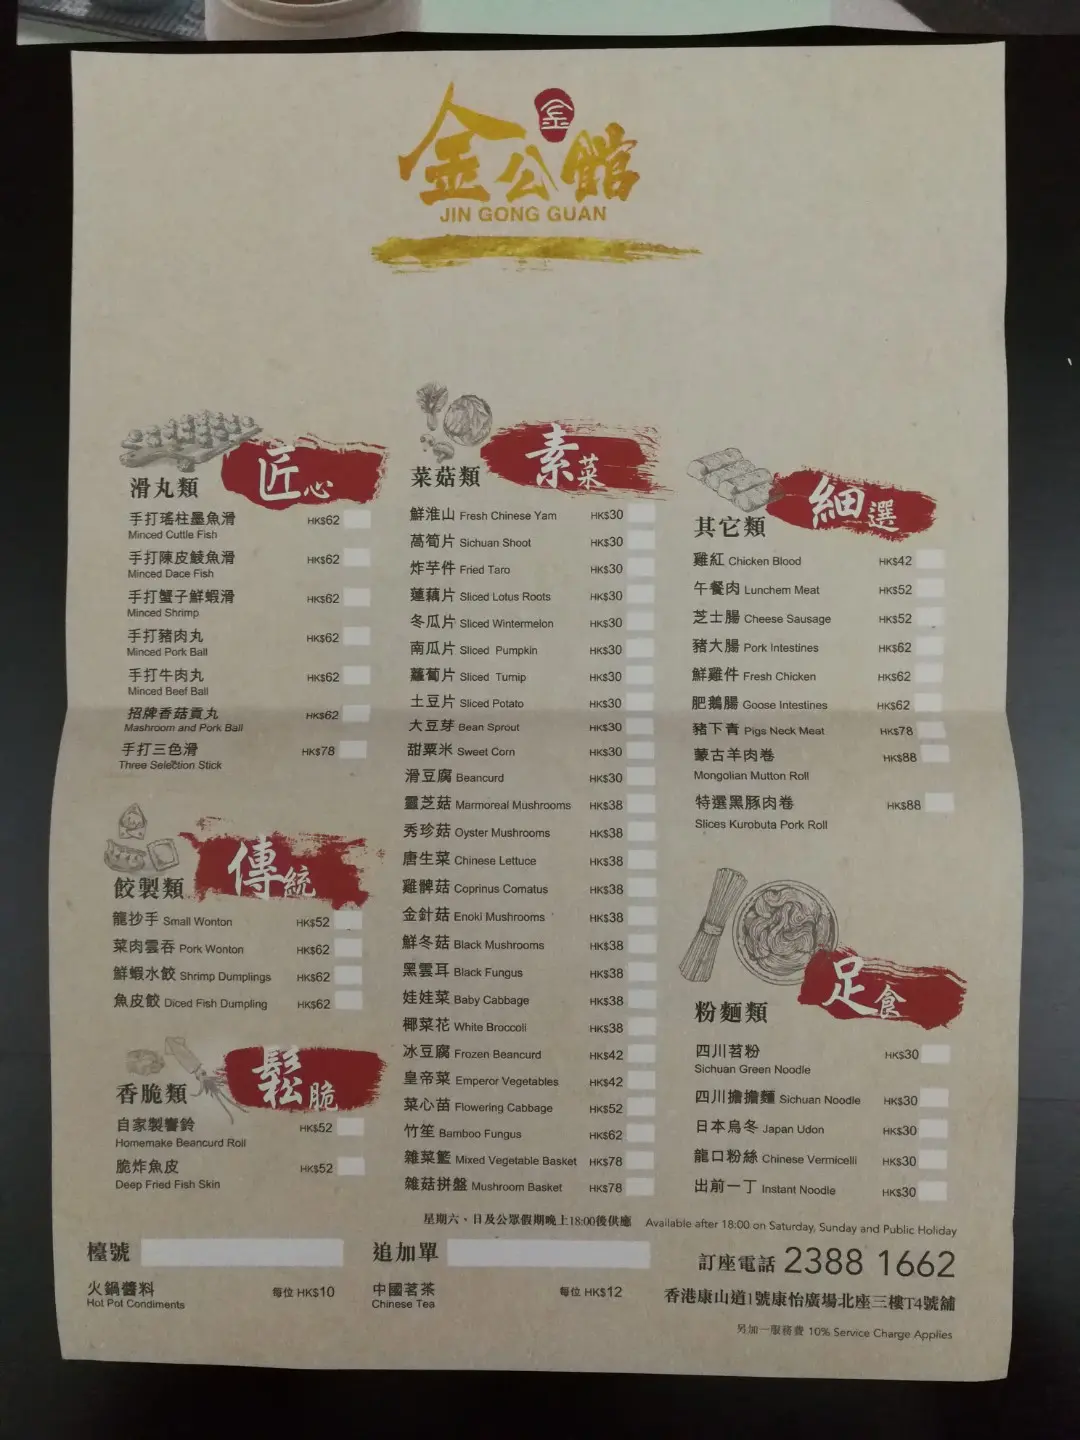 金公館
金
JIN GONG GUAN
滑丸類 匠心
手打瑤柱墨魚滑 HK$62
Minced Cuttle Fish
手打陳皮鯪魚滑 HK$62
Minced Dace Fish
手打蟹子鮮蝦滑 HK$62
Minced Shrimp
手打豬肉丸 HK$62
Minced Pork Ball
手打牛肉丸 HK$62
Minced Beef Ball
招牌香菇貢丸 HK$62
Mashroom and Pork Ball
手打三色滑 HK$78
Three Selection Stick
餃製類 傳統
龍抄手 Small Wonton HK$52
菜肉雲吞 Pork Wonton HK$62
鮮蝦水餃 Shrimp Dumplings HK$62
魚皮餃 Diced Fish Dumpling HK$62
香脆類 鬆脆
自家製響鈴 HK$52
Homemake Beancurd Roll
脆炸魚皮 HK$52
Deep Fried Fish Skin
菜菇類 素菜
鮮淮山 Fresh Chinese Yam HK$30
萵筍片 Sichuan Shoot HK$30
炸芋件 Fried Taro HK$30
蓮藕片 Sliced Lotus Roots HK$30
冬瓜片 Sliced Wintermelon HK$30
南瓜片 Sliced Pumpkin HK$30
蘿蔔片 Sliced Turnip HK$30
土豆片 Sliced Potato HK$30
大豆芽 Bean Sprout HK$30
甜粟米 Sweet Corn HK$30
滑豆腐 Beancurd HK$30
靈芝菇 Marmoreal Mushrooms HK$38
秀珍菇 Oyster Mushrooms HK$38
唐生菜 Chinese Lettuce HK$38
雞髀菇 Coprinus Comatus HK$38
金針菇 Enoki Mushrooms HK$38
鮮冬菇 Black Mushrooms HK$38
黑雲耳 Black Fungus HK$38
娃娃菜 Baby Cabbage HK$38
椰菜花 White Broccoli HK$38
冰豆腐 Frozen Beancurd HK$42
皇帝菜 Emperor Vegetables HK$42
菜心苗 Flowering Cabbage HK$52
竹笙 Bamboo Fungus HK$62
雜菜籃 Mixed Vegetable Basket HK$78
雜菇拼盤 Mushroom Basket HK$78
其它類 細選
雞紅 Chicken Blood HK$42
午餐肉 Lunchem Meat HK$52
芝士腸 Cheese Sausage HK$52
豬大腸 Pork Intestines HK$62
鮮雞件 Fresh Chicken HK$62
肥鵝腸 Goose Intestines HK$62
豬下青 Pigs Neck Meat HK$78
蒙古羊肉卷 HK$88
Mongolian Mutton Roll
特選黑豚肉卷 HK$88
Slices Kurobuta Pork Roll
粉麵類 足食
四川苕粉 HK$30
Sichuan Green Noodle
四川擔擔麵 Sichuan Noodle HK$30
日本烏冬 Japan Udon HK$30
龍口粉絲 Chinese Vermicelli HK$30
出前一丁 Instant Noodle HK$30
星期六、日及公眾假期晚上18:00後供應 Available after 18:00 on Saturday, Sunday and Public Holiday
檯號 追加單 訂座電話 2388 1662
火鍋醬料 每位 HK$10
Hot Pot Condiments
中國茗茶 每位 HK$12
Chinese Tea
香港康山道1號康怡廣場北座三樓T4號舖
另加一服務費 10% Service Charge Applies